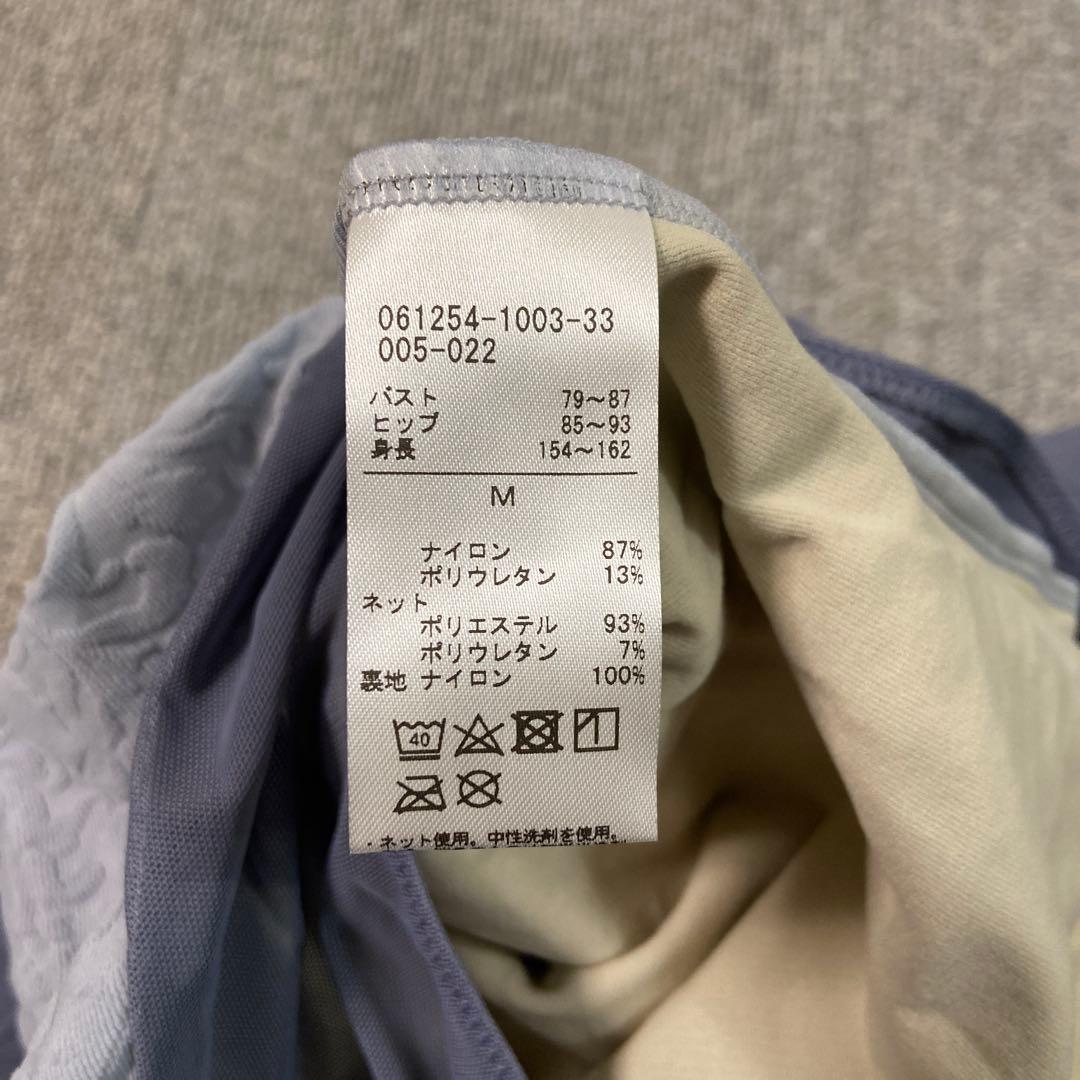 061254-1003-33
005-022
バスト 79～87
ヒップ 85～93
身長 154～162
M
ナイロン 87%
ポリウレタン 13%
ネット
ポリエステル 93%
ポリウレタン 7%
裏地 ナイロン 100%
40
・ネット使用。中性洗剤を使用。